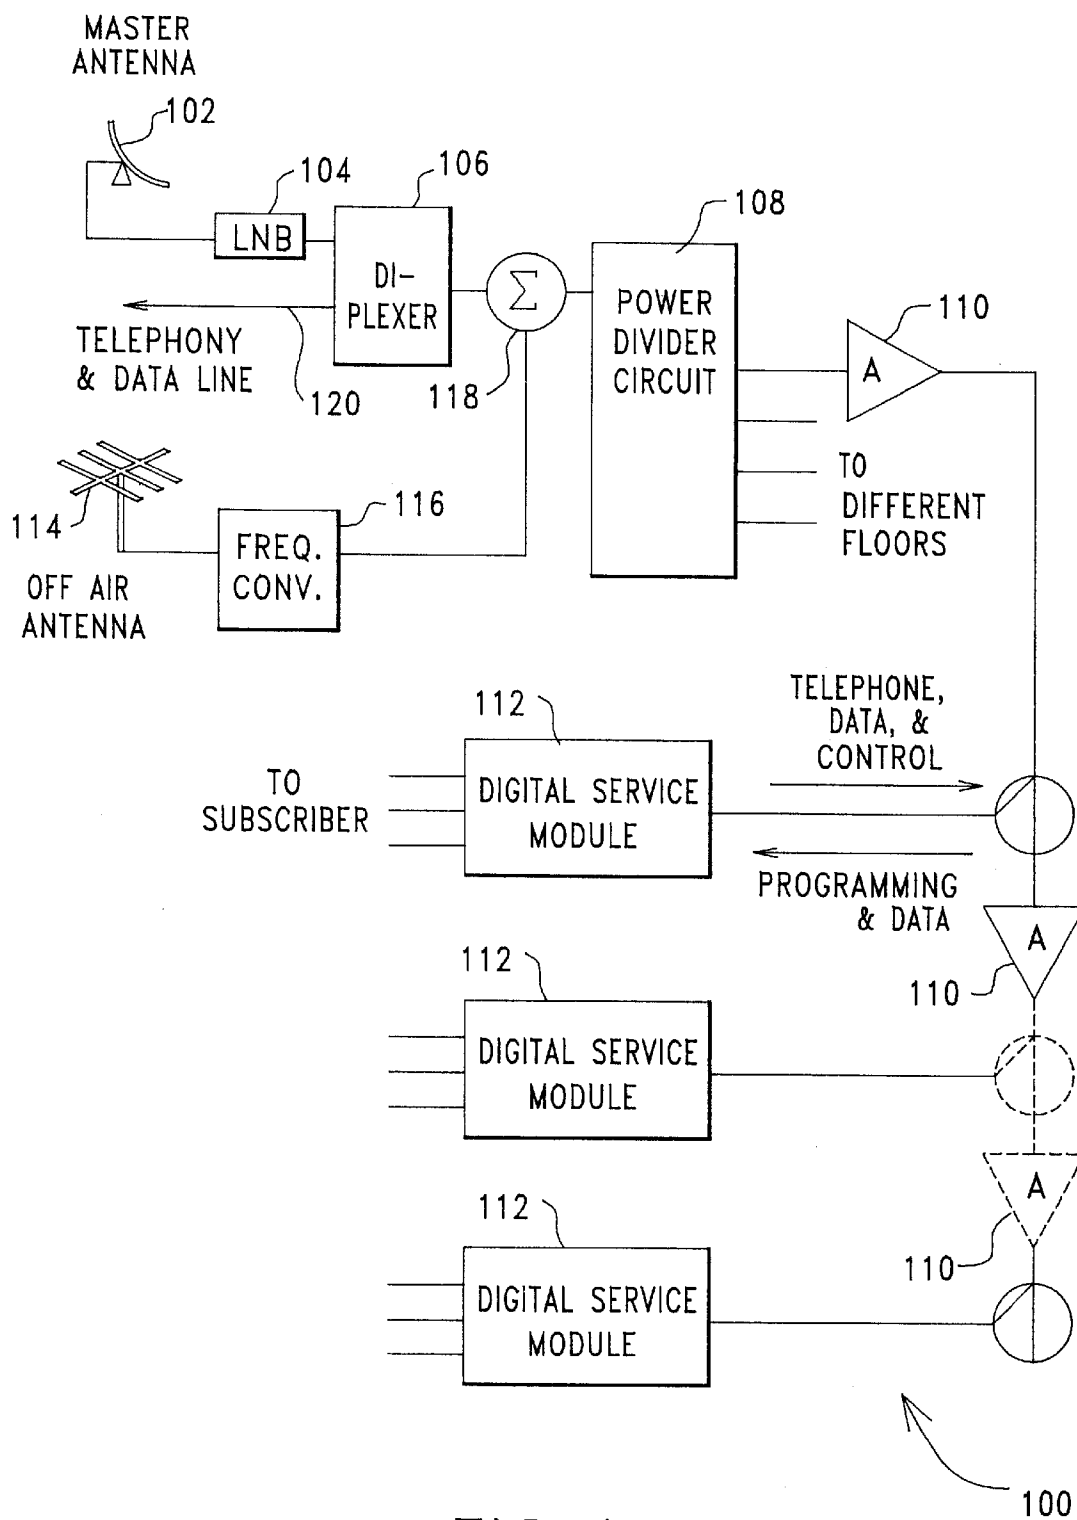 MASTER
ANTENNA
102
104
106
108
LNB
DI-
PLEXER
Σ
POWER
DIVIDER
CIRCUIT
110
A
TELEPHONY
& DATA LINE
120
118
TO
DIFFERENT
FLOORS
114
116
FREQ.
CONV.
OFF AIR
ANTENNA
112
TELEPHONE,
DATA, &
CONTROL
TO
SUBSCRIBER
DIGITAL SERVICE
MODULE
PROGRAMMING
& DATA
A
110
112
DIGITAL SERVICE
MODULE
A
110
112
DIGITAL SERVICE
MODULE
100